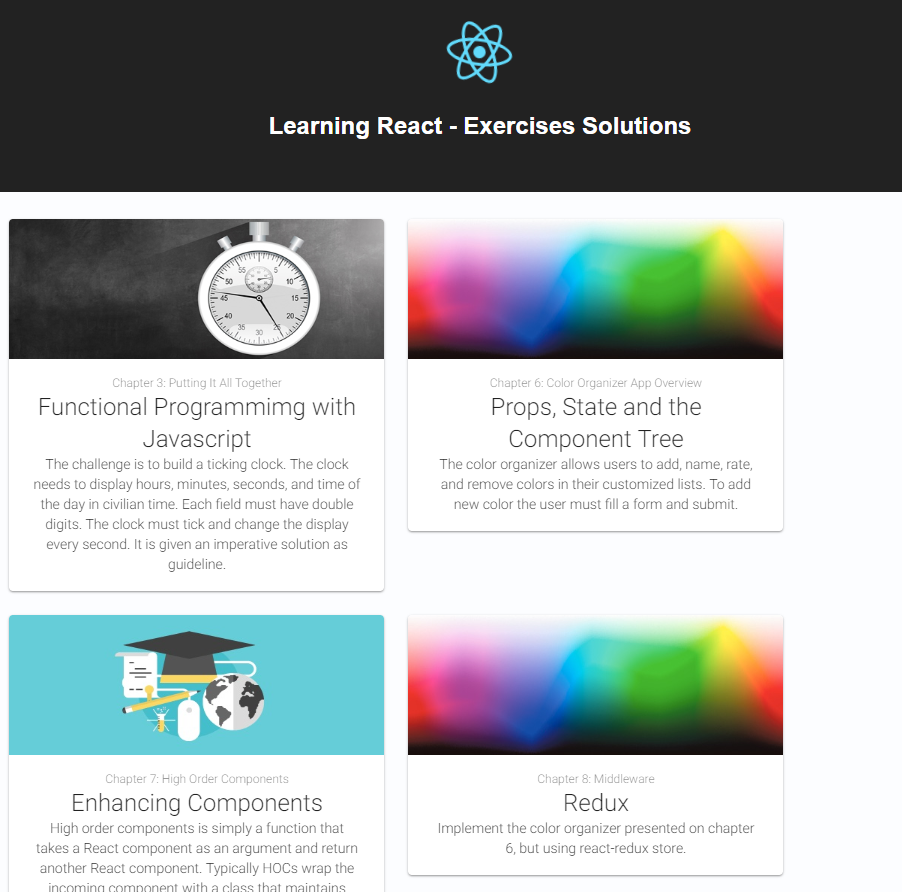 Learning React - Exercises Solutions
55
5
50
10
45
15
40
20
35
30
25
Chapter 3: Putting It All Together
Functional Programmimg with
Javascript
The challenge is to build a ticking clock. The clock
needs to display hours, minutes, seconds, and time of
the day in civilian time. Each field must have double
digits. The clock must tick and change the display
every second. It is given an imperative solution as
guideline.
Chapter 6: Color Organizer App Overview
Props, State and the
Component Tree
The color organizer allows users to add, name, rate,
and remove colors in their customized lists. To add
new color the user must fill a form and submit.
Chapter 7: High Order Components
Enhancing Components
High order components is simply a function that
takes a React component as an argument and return
another React component. Typically HOCs wrap the
incoming component with a class that maintains
Chapter 8: Middleware
Redux
Implement the color organizer presented on chapter
6, but using react-redux store.